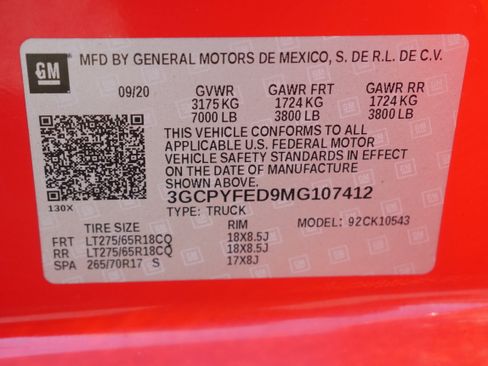 GM
MFD BY GENERAL MOTORS DE MEXICO, S. DE R.L. DE C.V.
09/20 GVWR GAWR FRT GAWR RR
3175 KG 1724 KG 1724 KG
7000 LB 3800 LB 3800 LB
THIS VEHICLE CONFORMS TO ALL
APPLICABLE U.S. FEDERAL MOTOR
VEHICLE SAFETY STANDARDS IN EFFECT
ON THE DATE OF MANUFACTURE
SHOWN ABOVE.
3GCPYFED9MG107412
130X
TYPE: TRUCK MODEL: 92CK10543
TIRE SIZE RIM
FRT LT275/65R18CQ 18X8.5J
RR LT275/65R18CQ 18X8.5J
SPA 265/70R17 S 17X8J